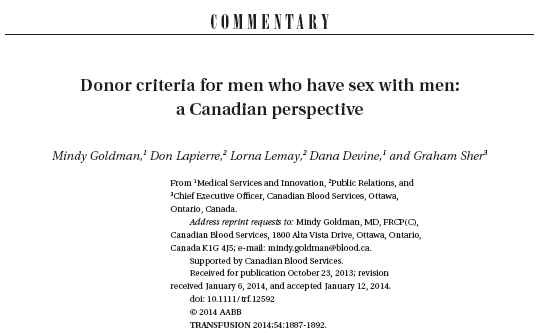 COMMENTARY
Donor criteria for men who have sex with men:
a Canadian perspective
Mindy Goldman,¹ Don Lapierre,² Lorna Lemay,² Dana Devine,¹ and Graham Sher³
From ¹Medical Services and Innovation, ²Public Relations, and
³Chief Executive Officer, Canadian Blood Services, Ottawa,
Ontario, Canada.
Address reprint requests to: Mindy Goldman, MD, FRCP(C),
Canadian Blood Services, 1800 Alta Vista Drive, Ottawa, Ontario,
Canada K1G 4J5; e-mail: mindy.goldman@blood.ca.
Supported by Canadian Blood Services.
Received for publication October 23, 2013; revision
received January 6, 2014, and accepted January 12, 2014.
doi: 10.1111/trf.12592
© 2014 AABB
TRANSFUSION 2014;54:1887-1892.